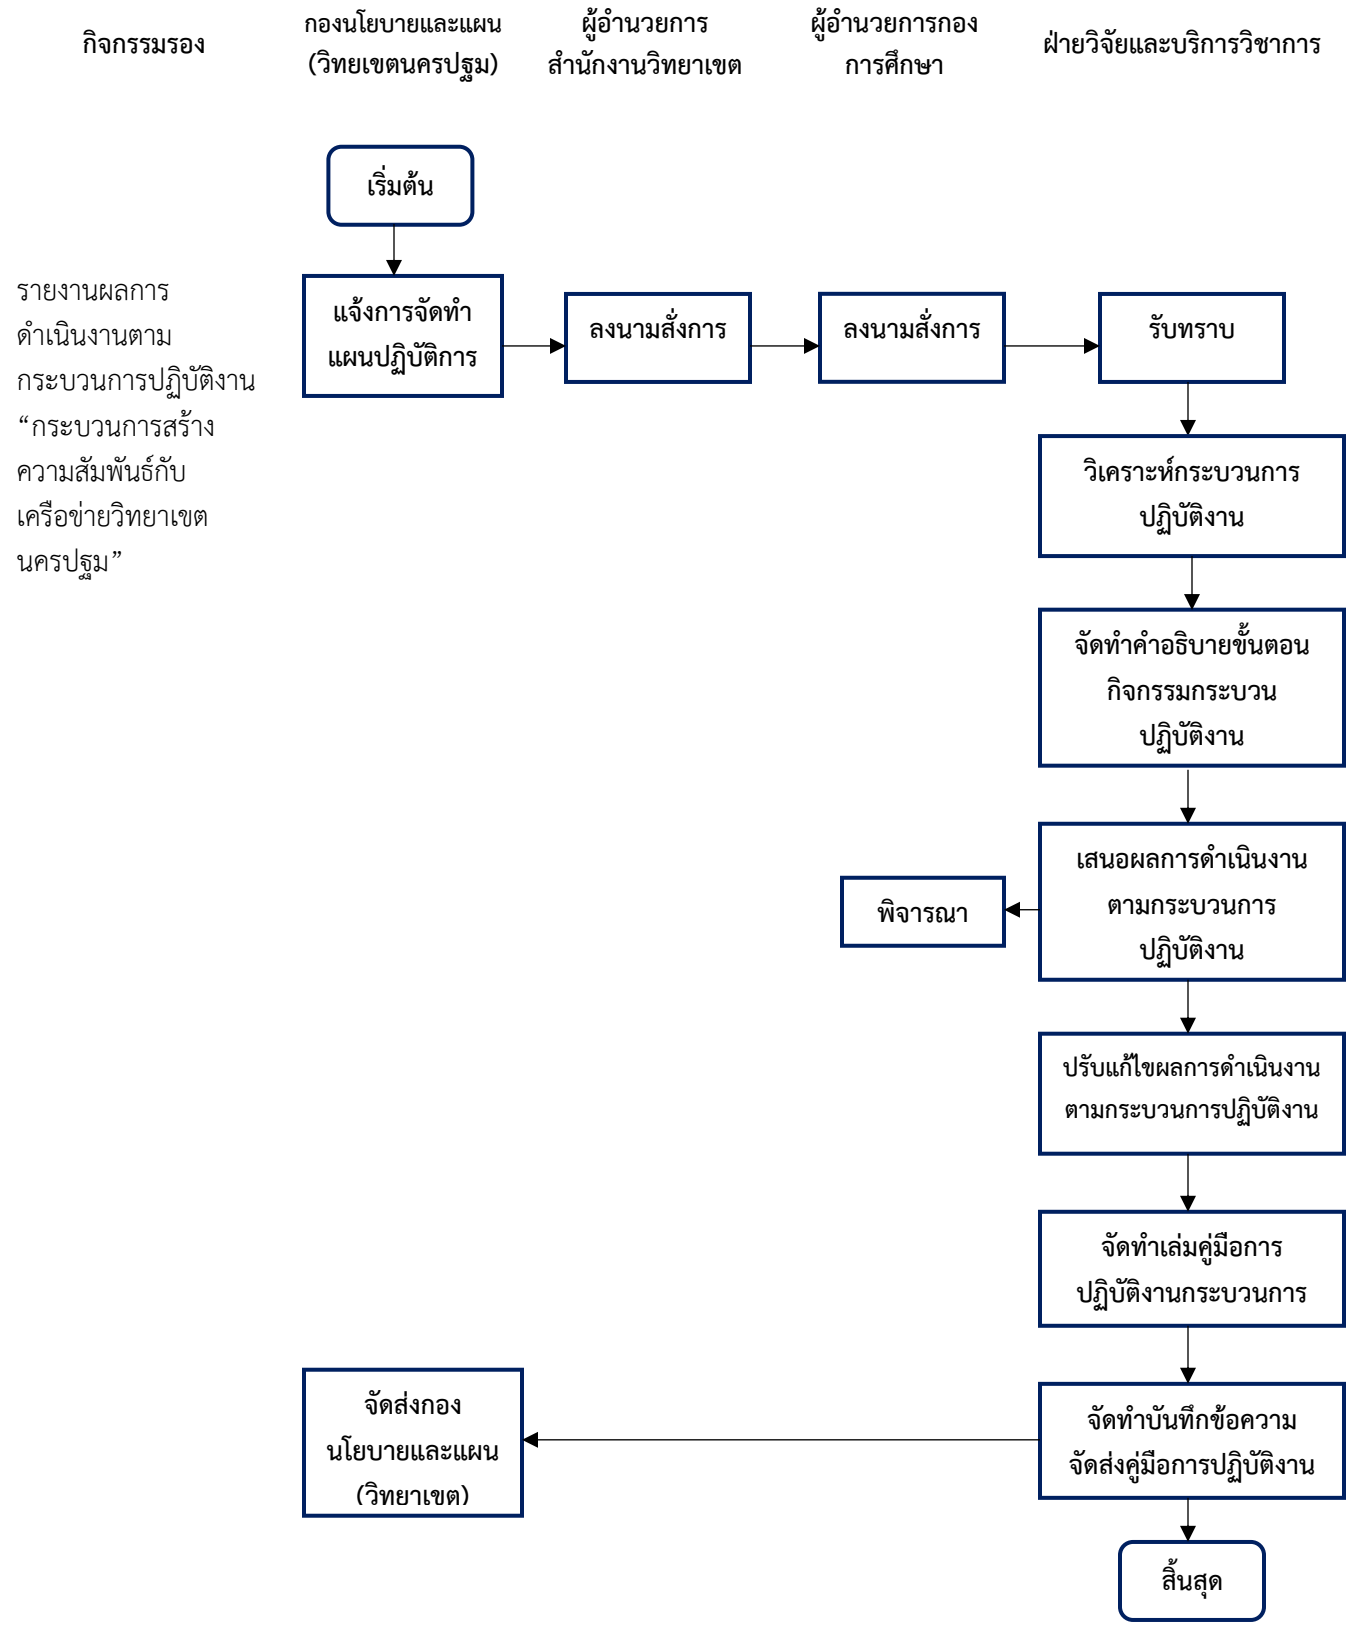 กิจกรรมรอง
กองนโยบายและแผน
(วิทยเขตนครปฐม)
ผู้อำนวยการ
สำนักงานวิทยาเขต
ผู้อำนวยการกอง
การศึกษา
ฝ่ายวิจัยและบริการวิชาการ
เริ่มต้น
รายงานผลการ
ดำเนินงานตาม
กระบวนการปฏิบัติงาน
“กระบวนการสร้าง
ความสัมพันธ์กับ
เครือข่ายวิทยาเขต
นครปฐม”
แจ้งการจัดทำ
แผนปฏิบัติการ
ลงนามสั่งการ
ลงนามสั่งการ
รับทราบ
วิเคราะห์กระบวนการ
ปฏิบัติงาน
จัดทำคำอธิบายขั้นตอน
กิจกรรมกระบวน
ปฏิบัติงาน
เสนอผลการดำเนินงาน
ตามกระบวนการ
ปฏิบัติงาน
พิจารณา
ปรับแก้ไขผลการดำเนินงาน
ตามกระบวนการปฏิบัติงาน
จัดทำเล่มคู่มือการ
ปฏิบัติงานกระบวนการ
จัดทำบันทึกข้อความ
จัดส่งคู่มือการปฏิบัติงาน
จัดส่งกอง
นโยบายและแผน
(วิทยาเขต)
สิ้นสุด